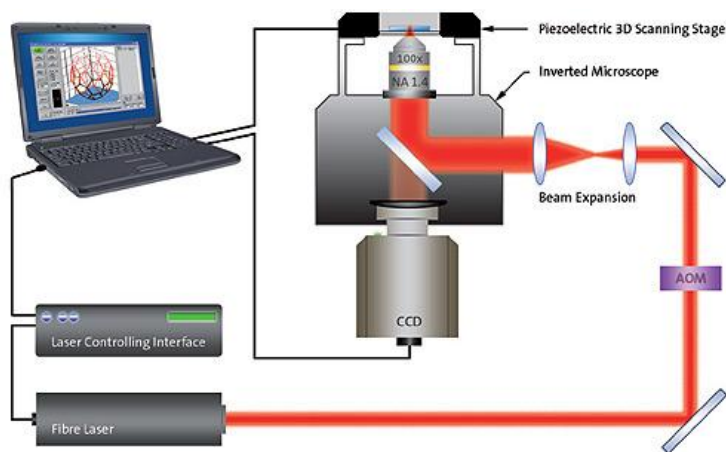 Piezoelectric 3D Scanning Stage
100x
NA 1.4
Inverted Microscope
Beam Expansion
AOM
CCD
Laser Controlling Interface
Fibre Laser